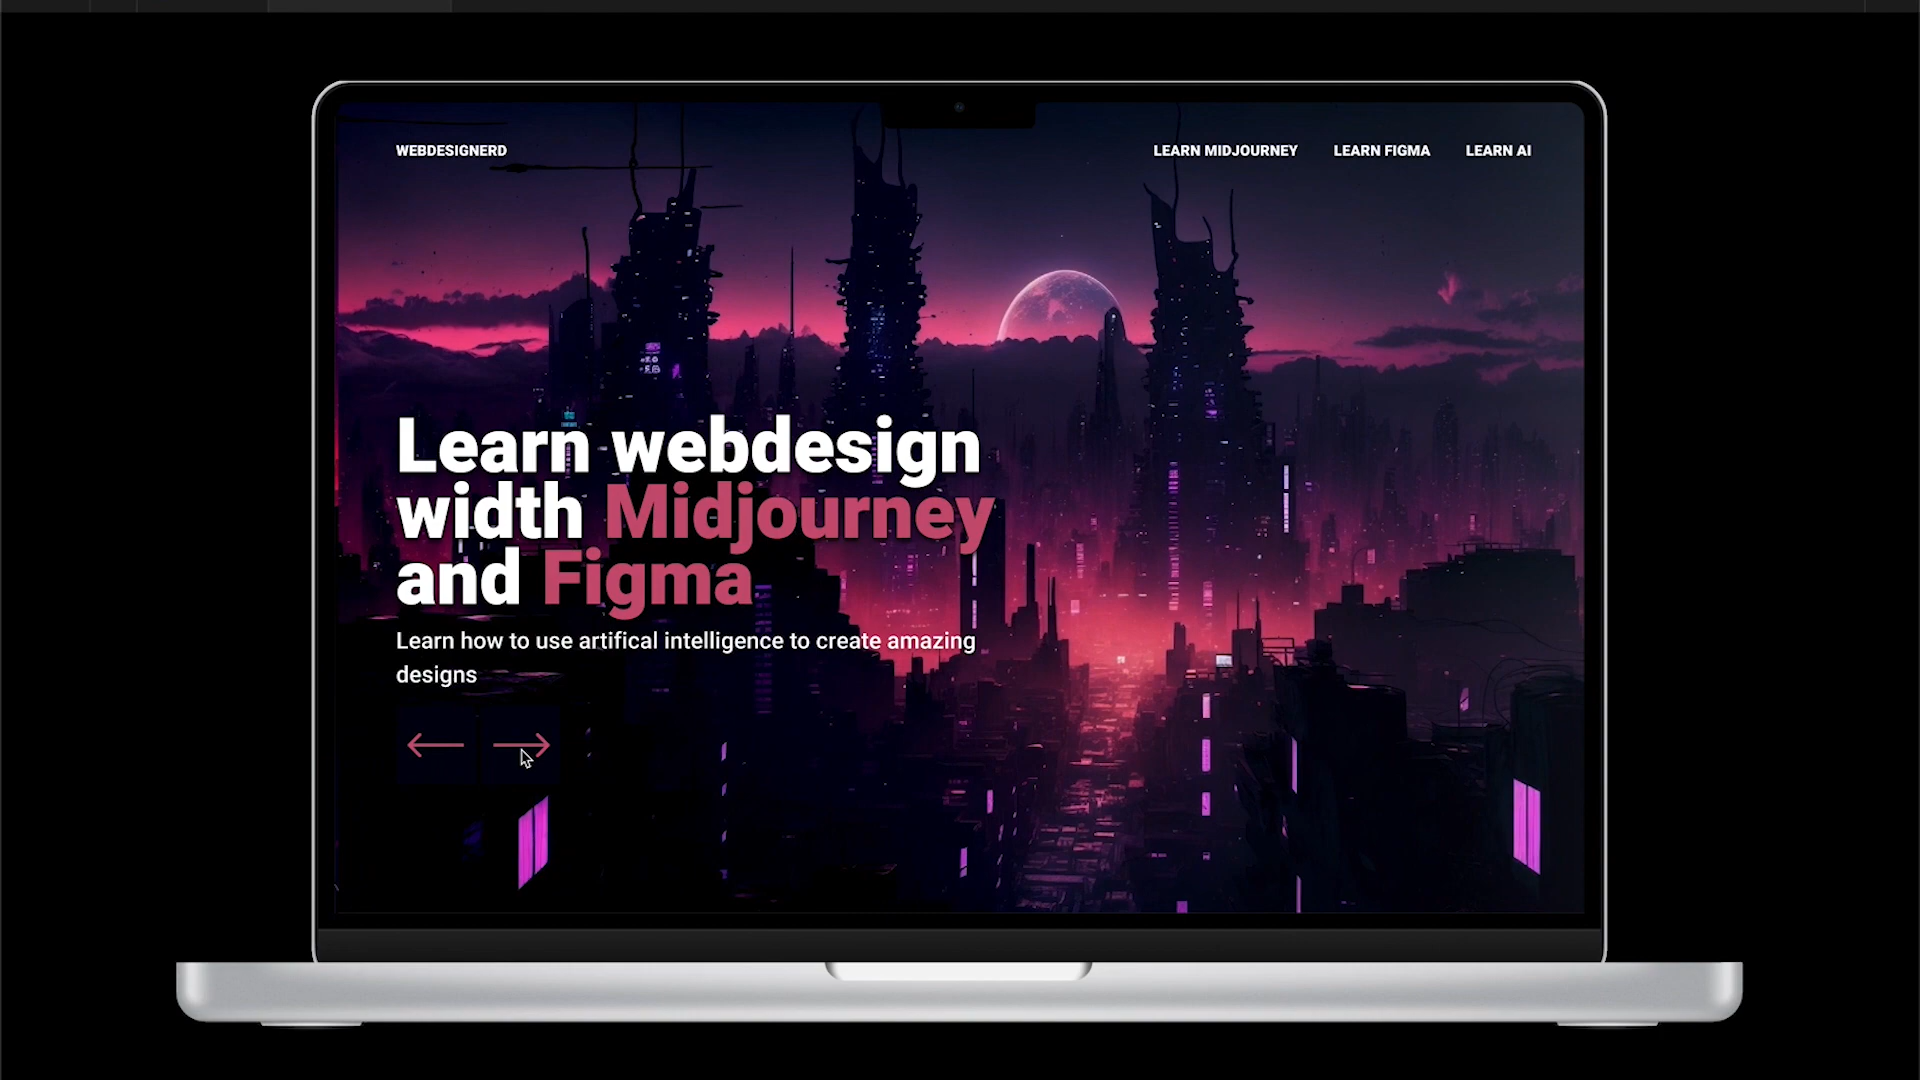 WEBDESIGNERD
LEARN MIDJOURNEY LEARN FIGMA LEARN AI
Learn webdesign
width Midjourney
and Figma
Learn how to use artifical intelligence to create amazing
designs